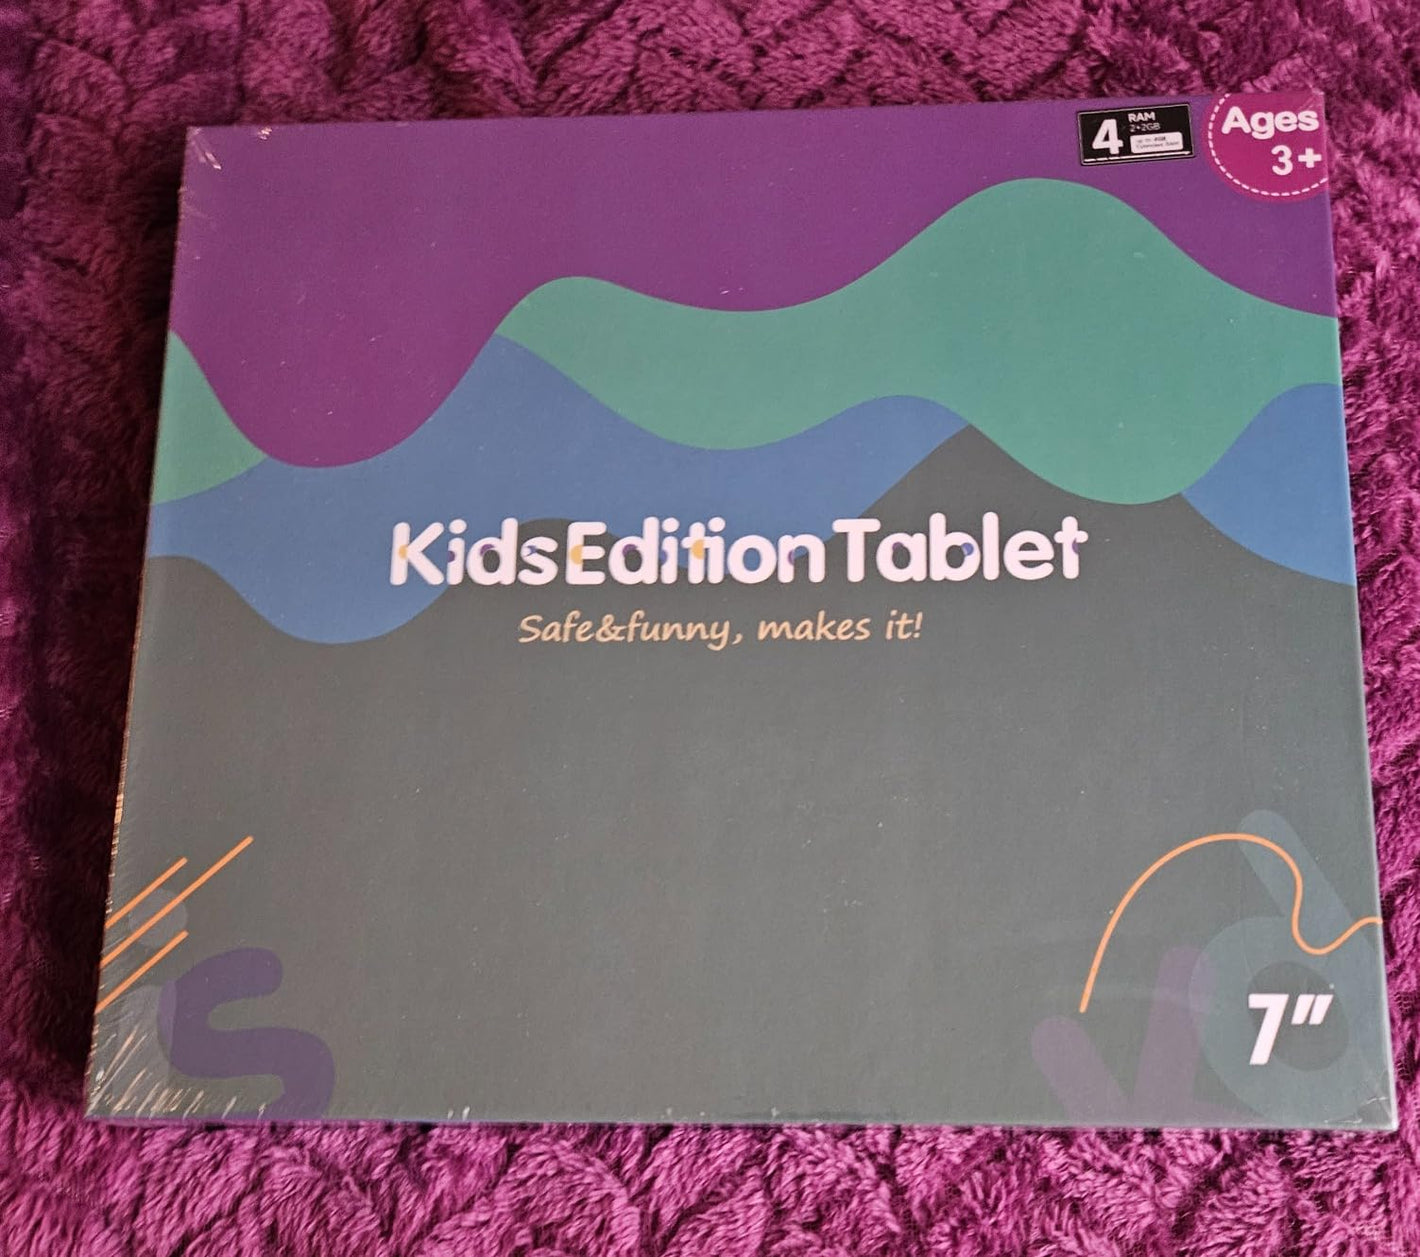 4 RAM
2+2GB
Ages
3+
Kids Edition Tablet
Safe&funny, makes it!
7"